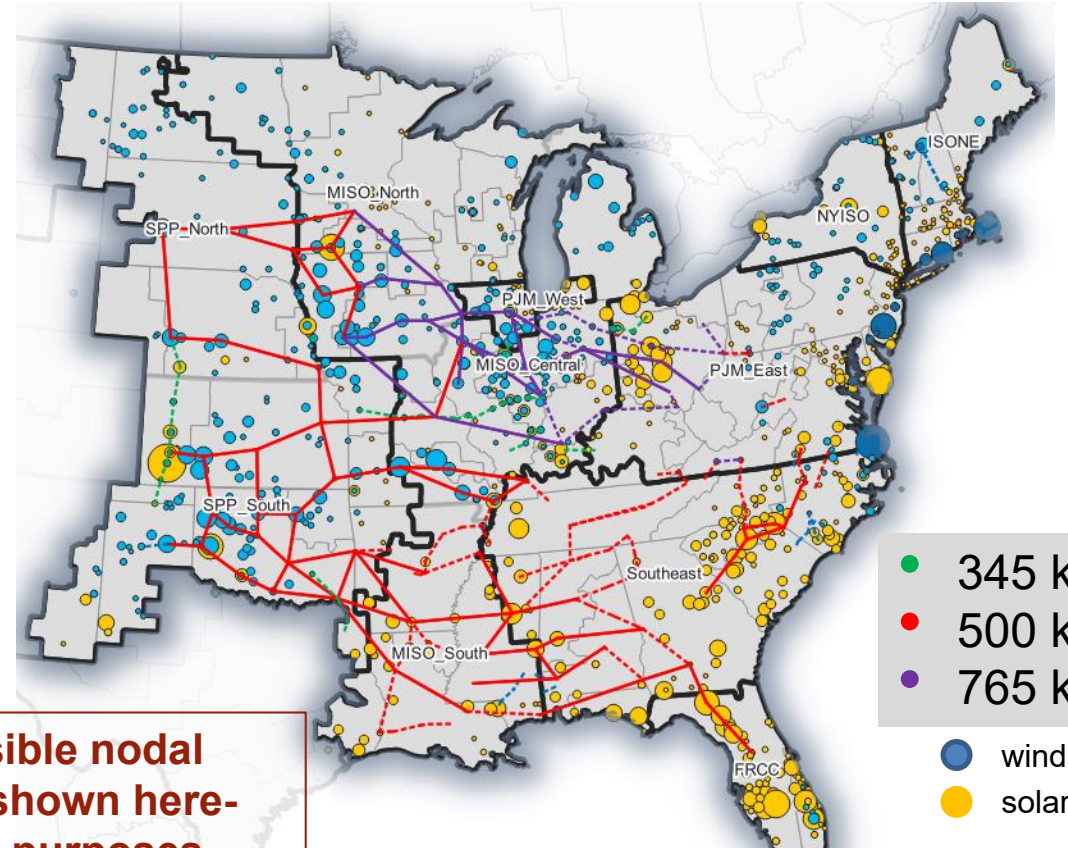 ISONE
MISO_North
NYISO
SPP_North
PJM_West
MISO_Central
PJM_East
SPP_South
Southeast
345 k
500 k
MISO_South
765 k
sible nodal
shown here-
purposes
wind
FRCC
solar